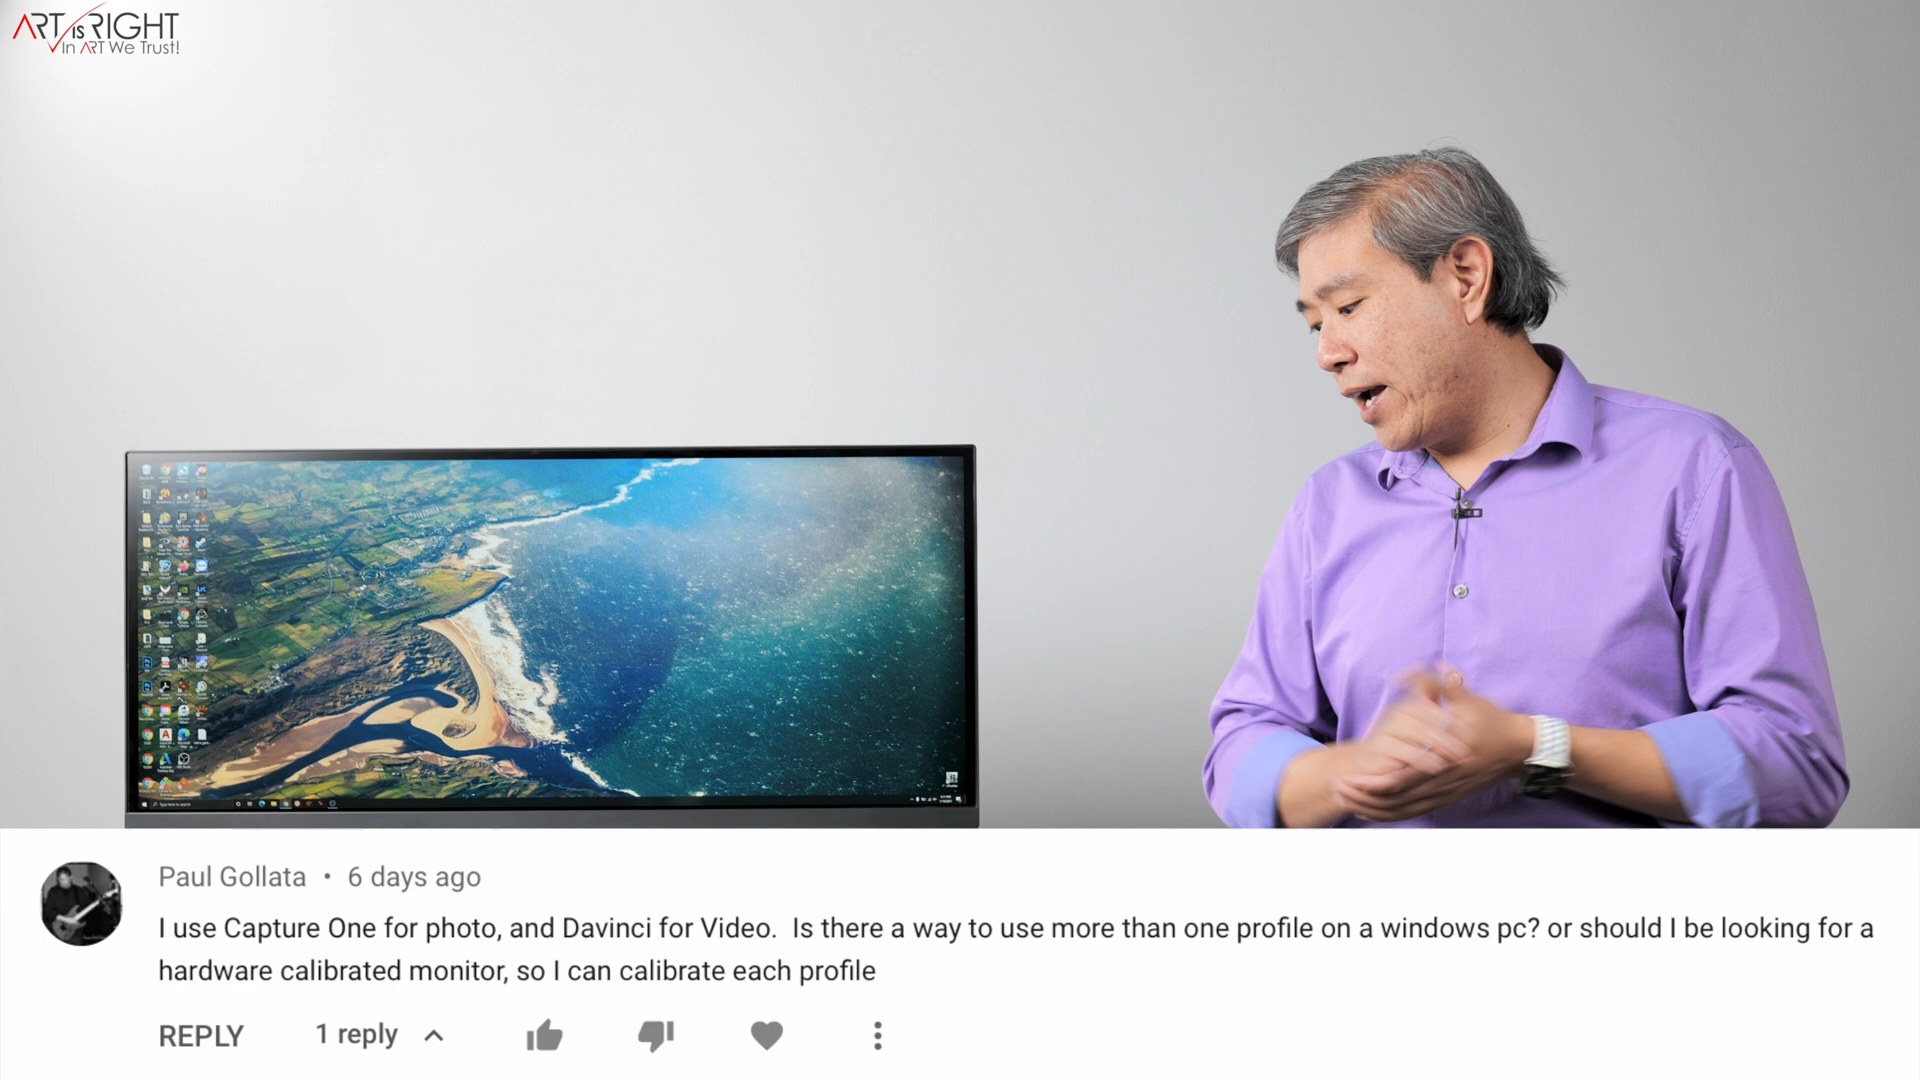 ART is RIGHT
In ART We Trust!
Paul Gollata • 6 days ago
I use Capture One for photo, and Davinci for Video.  Is there a way to use more than one profile on a windows pc? or should I be looking for a
hardware calibrated monitor, so I can calibrate each profile
REPLY 1 reply